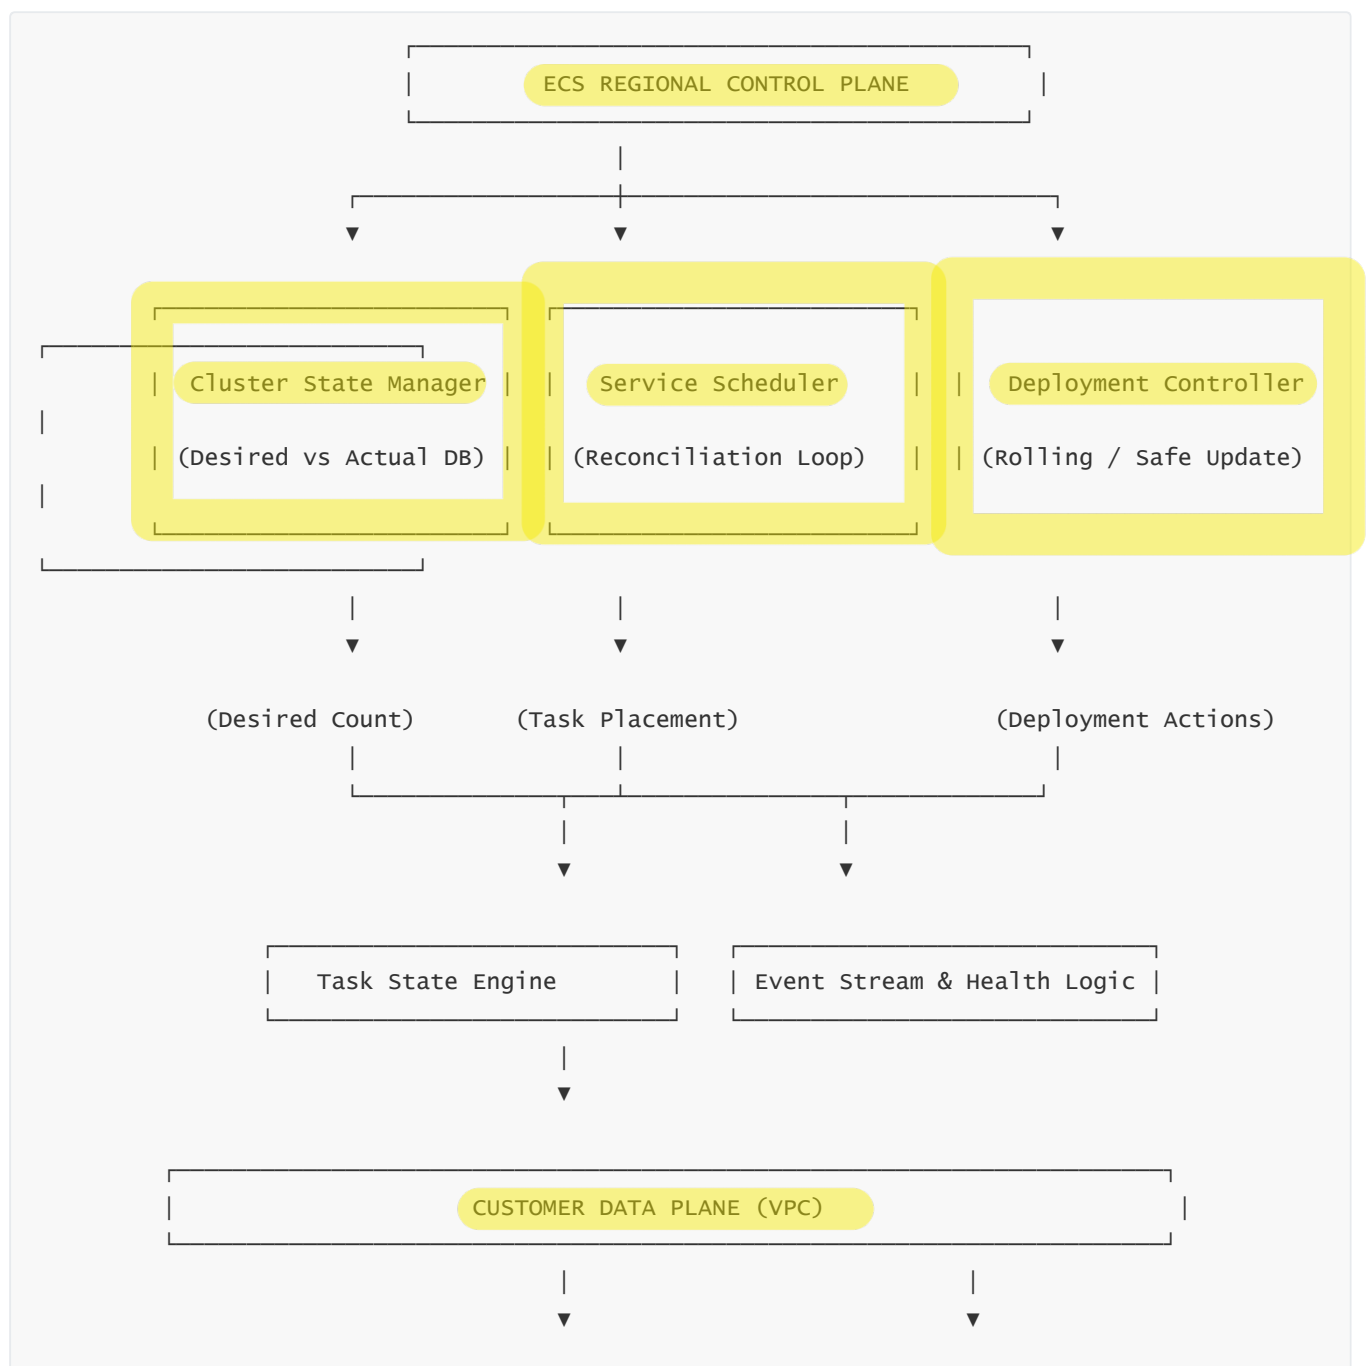 ECS REGIONAL CONTROL PLANE
Cluster State Manager Service Scheduler Deployment Controller
(Desired vs Actual DB) (Reconciliation Loop) (Rolling / Safe Update)
(Desired Count) (Task Placement) (Deployment Actions)
Task State Engine Event Stream & Health Logic
CUSTOMER DATA PLANE (VPC)